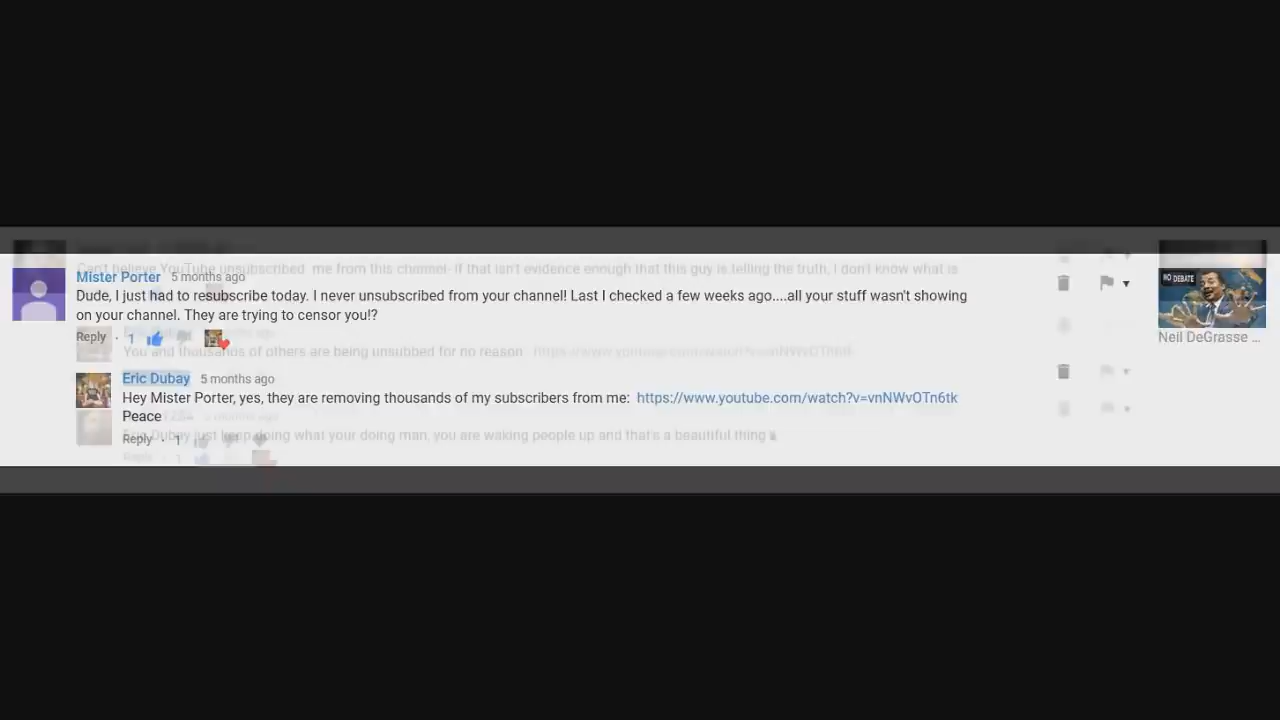 Can't believe YouTube unsubscribed me from this channel- if that isn't evidence enough that this guy is telling the truth, I don't know what is
Mister Porter 5 months ago
Dude, I just had to resubscribe today. I never unsubscribed from your channel! Last I checked a few weeks ago....all your stuff wasn't showing
on your channel. They are trying to censor you!?
Reply · 1
NO DEBATE
Neil DeGrasse ...
You and thousands of others are being unsubbed for no reason
Eric Dubay 5 months ago
Hey Mister Porter, yes, they are removing thousands of my subscribers from me: https://www.youtube.com/watch?v=vnNWvOTn6tk
Peace
Eric Dubay just keep doing what your doing man, you are waking people up and that's a beautiful thing
Reply · 1
Reply · 1